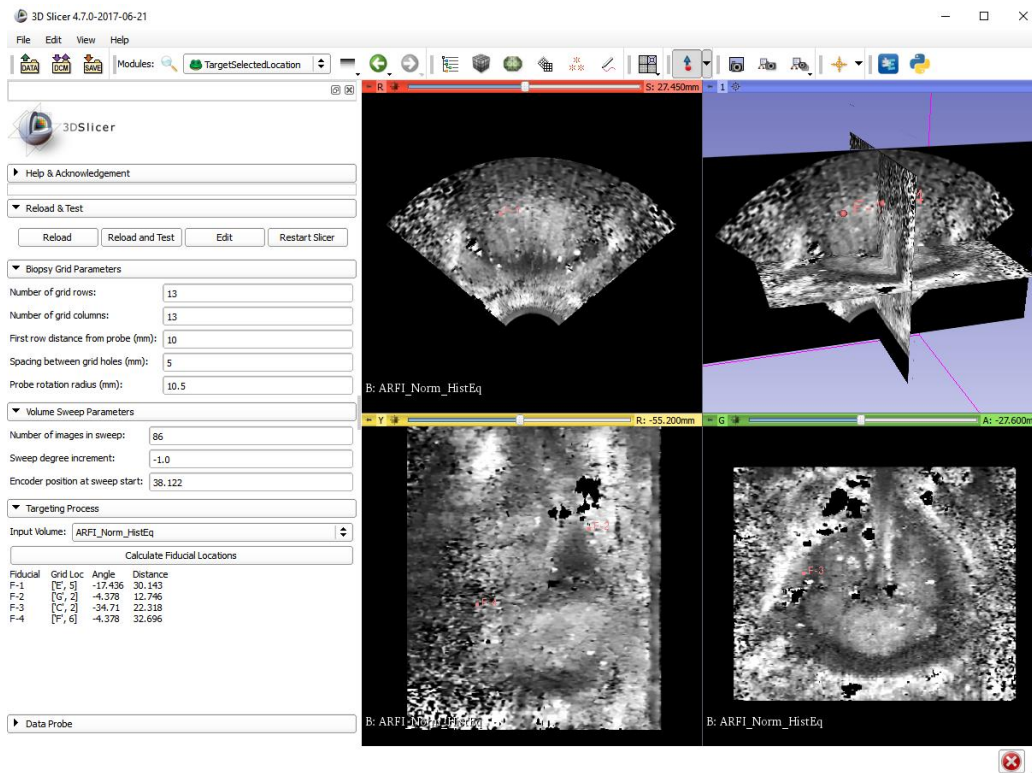 3D Slicer 4.7.0-2017-06-21
File Edit View Help
DATA DCM SAVE Modules: TargetSelectedLocation
R S: 27.450mm
1
3DSlicer
Help & Acknowledgement
Reload & Test
Reload Reload and Test Edit Restart Slicer
Biopsy Grid Parameters
Number of grid rows: 13
Number of grid columns: 13
First row distance from probe (mm): 10
Spacing between grid holes (mm): 5
Probe rotation radius (mm): 10.5
B: ARFI_Norm_HistEq
Volume Sweep Parameters
Y R: -55.200mm
G A: -27.600m
Number of images in sweep: 86
Sweep degree increment: -1.0
Encoder position at sweep start: 38.122
Targeting Process
Input Volume: ARFI_Norm_HistEq
Calculate Fiducial Locations
Fiducial Grid Loc Angle Distance
F-1 ['E', 5] -17.436 30.143
F-2 ['G', 2] -4.378 12.746
F-3 ['C', 2] -34.71 22.318
F-4 ['F', 6] -4.378 32.696
F-2
F-3
Data Probe
B: ARFI_Norm_HistEq
B: ARFI_Norm_HistEq